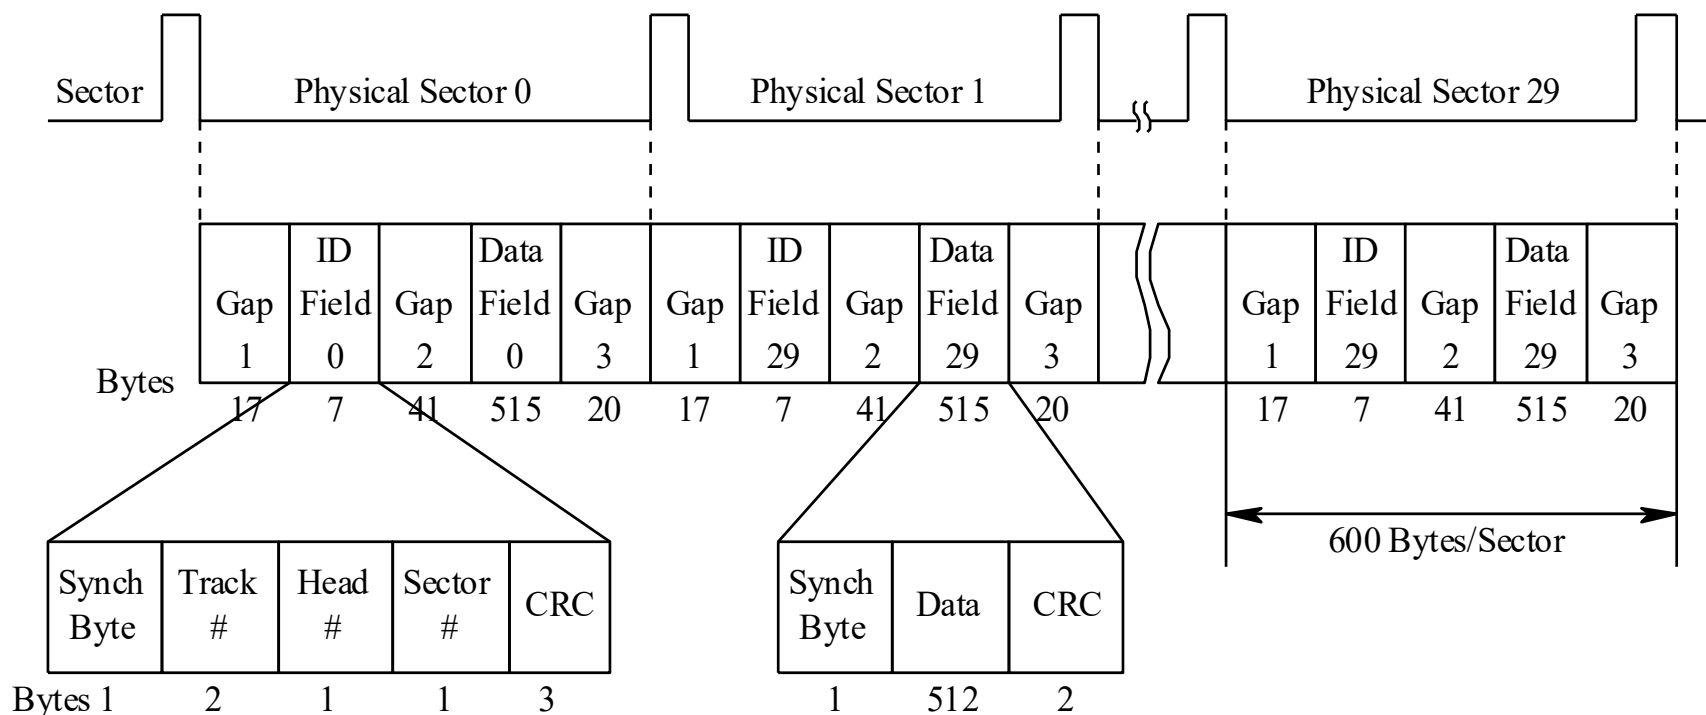 Sector Physical Sector 0 Physical Sector 1 Physical Sector 29
ID Data ID Data ID Data
Gap Field Gap Field Gap Gap Field Gap Field Gap Gap Field Gap Field Gap
1 0 2 0 3 1 29 2 29 3 1 29 2 29 3
Bytes
17 7 41 515 20 17 7 41 515 20 17 7 41 515 20
600 Bytes/Sector
Synch Track Head Sector CRC Synch Data CRC
Byte # # # Byte
Bytes 1 2 1 1 3 1 512 2